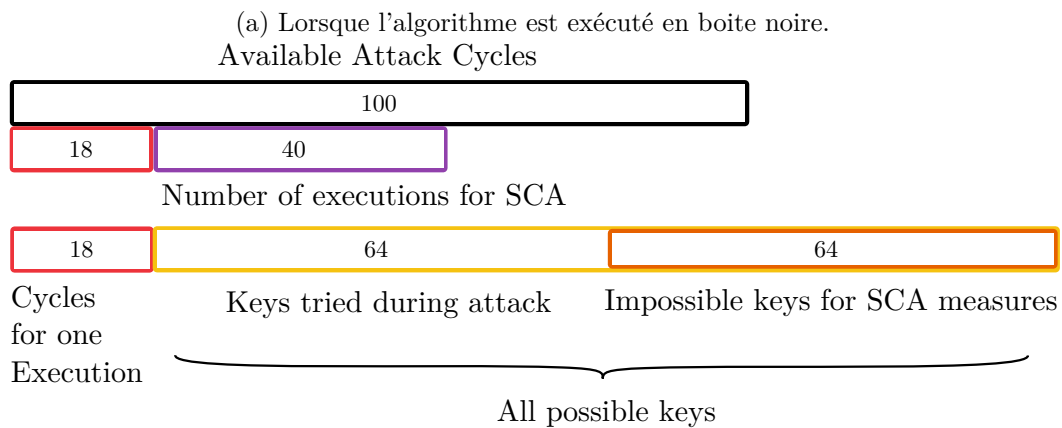 (a) Lorsque l'algorithme est exécuté en boite noire.
Available Attack Cycles
100
18 40
Number of executions for SCA
18 64 64
Cycles
for one
Execution
Keys tried during attack
Impossible keys for SCA measures
All possible keys